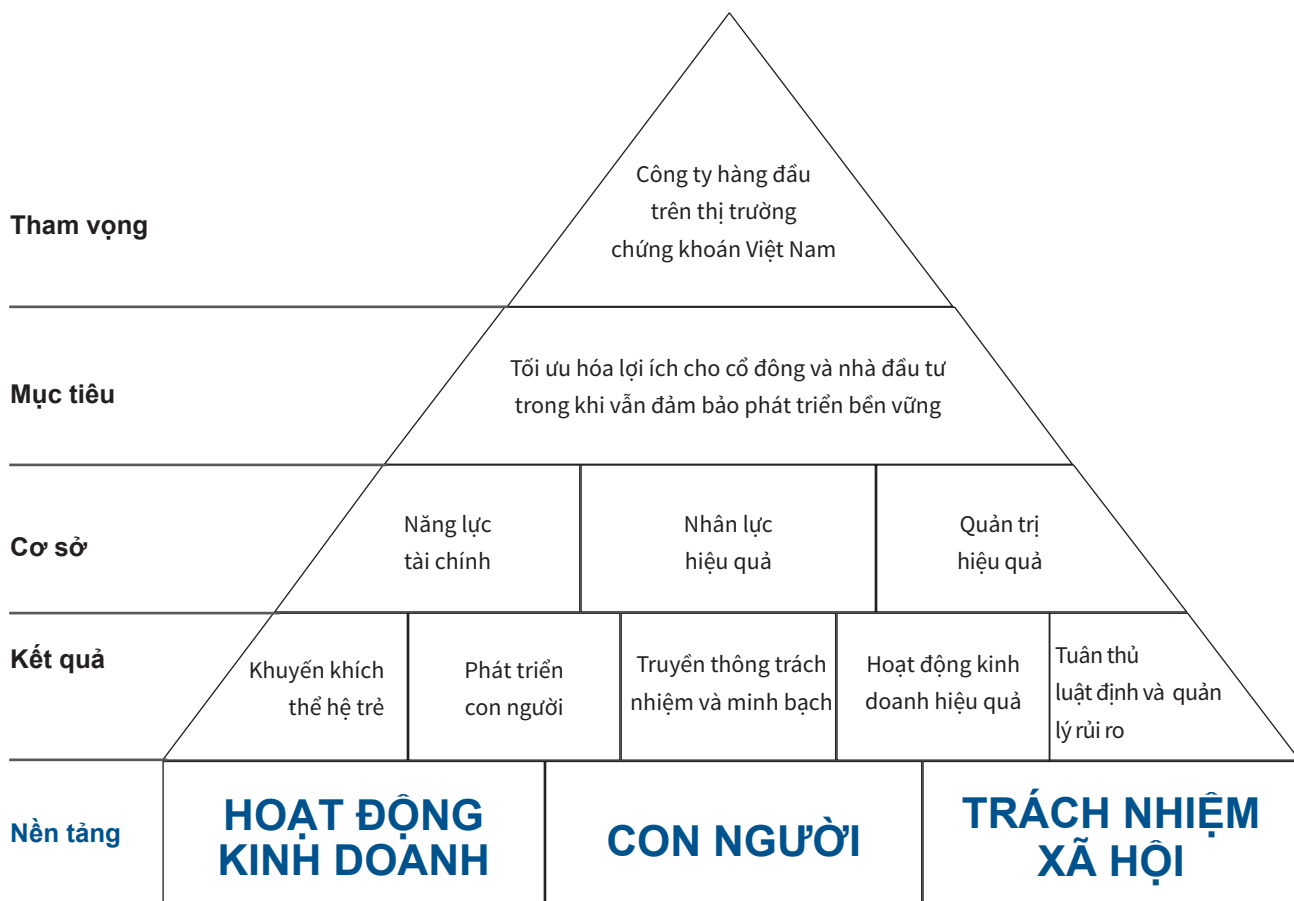 Tham vọng
Công ty hàng đầu
trên thị trường
chứng khoán Việt Nam
Mục tiêu
Tối ưu hóa lợi ích cho cổ đông và nhà đầu tư
trong khi vẫn đảm bảo phát triển bền vững
Cơ sở
Năng lực
tài chính
Nhân lực
hiệu quả
Quản trị
hiệu quả
Kết quả
Khuyến khích
thể hệ trẻ
Phát triển
con người
Truyền thông trách
nhiệm và minh bạch
Hoạt động kinh
doanh hiệu quả
Tuân thủ
luật định và quản
lý rủi ro
Nền tảng
HOẠT ĐỘNG
KINH DOANH
CON NGƯỜI
TRÁCH NHIỆM
XÃ HỘI